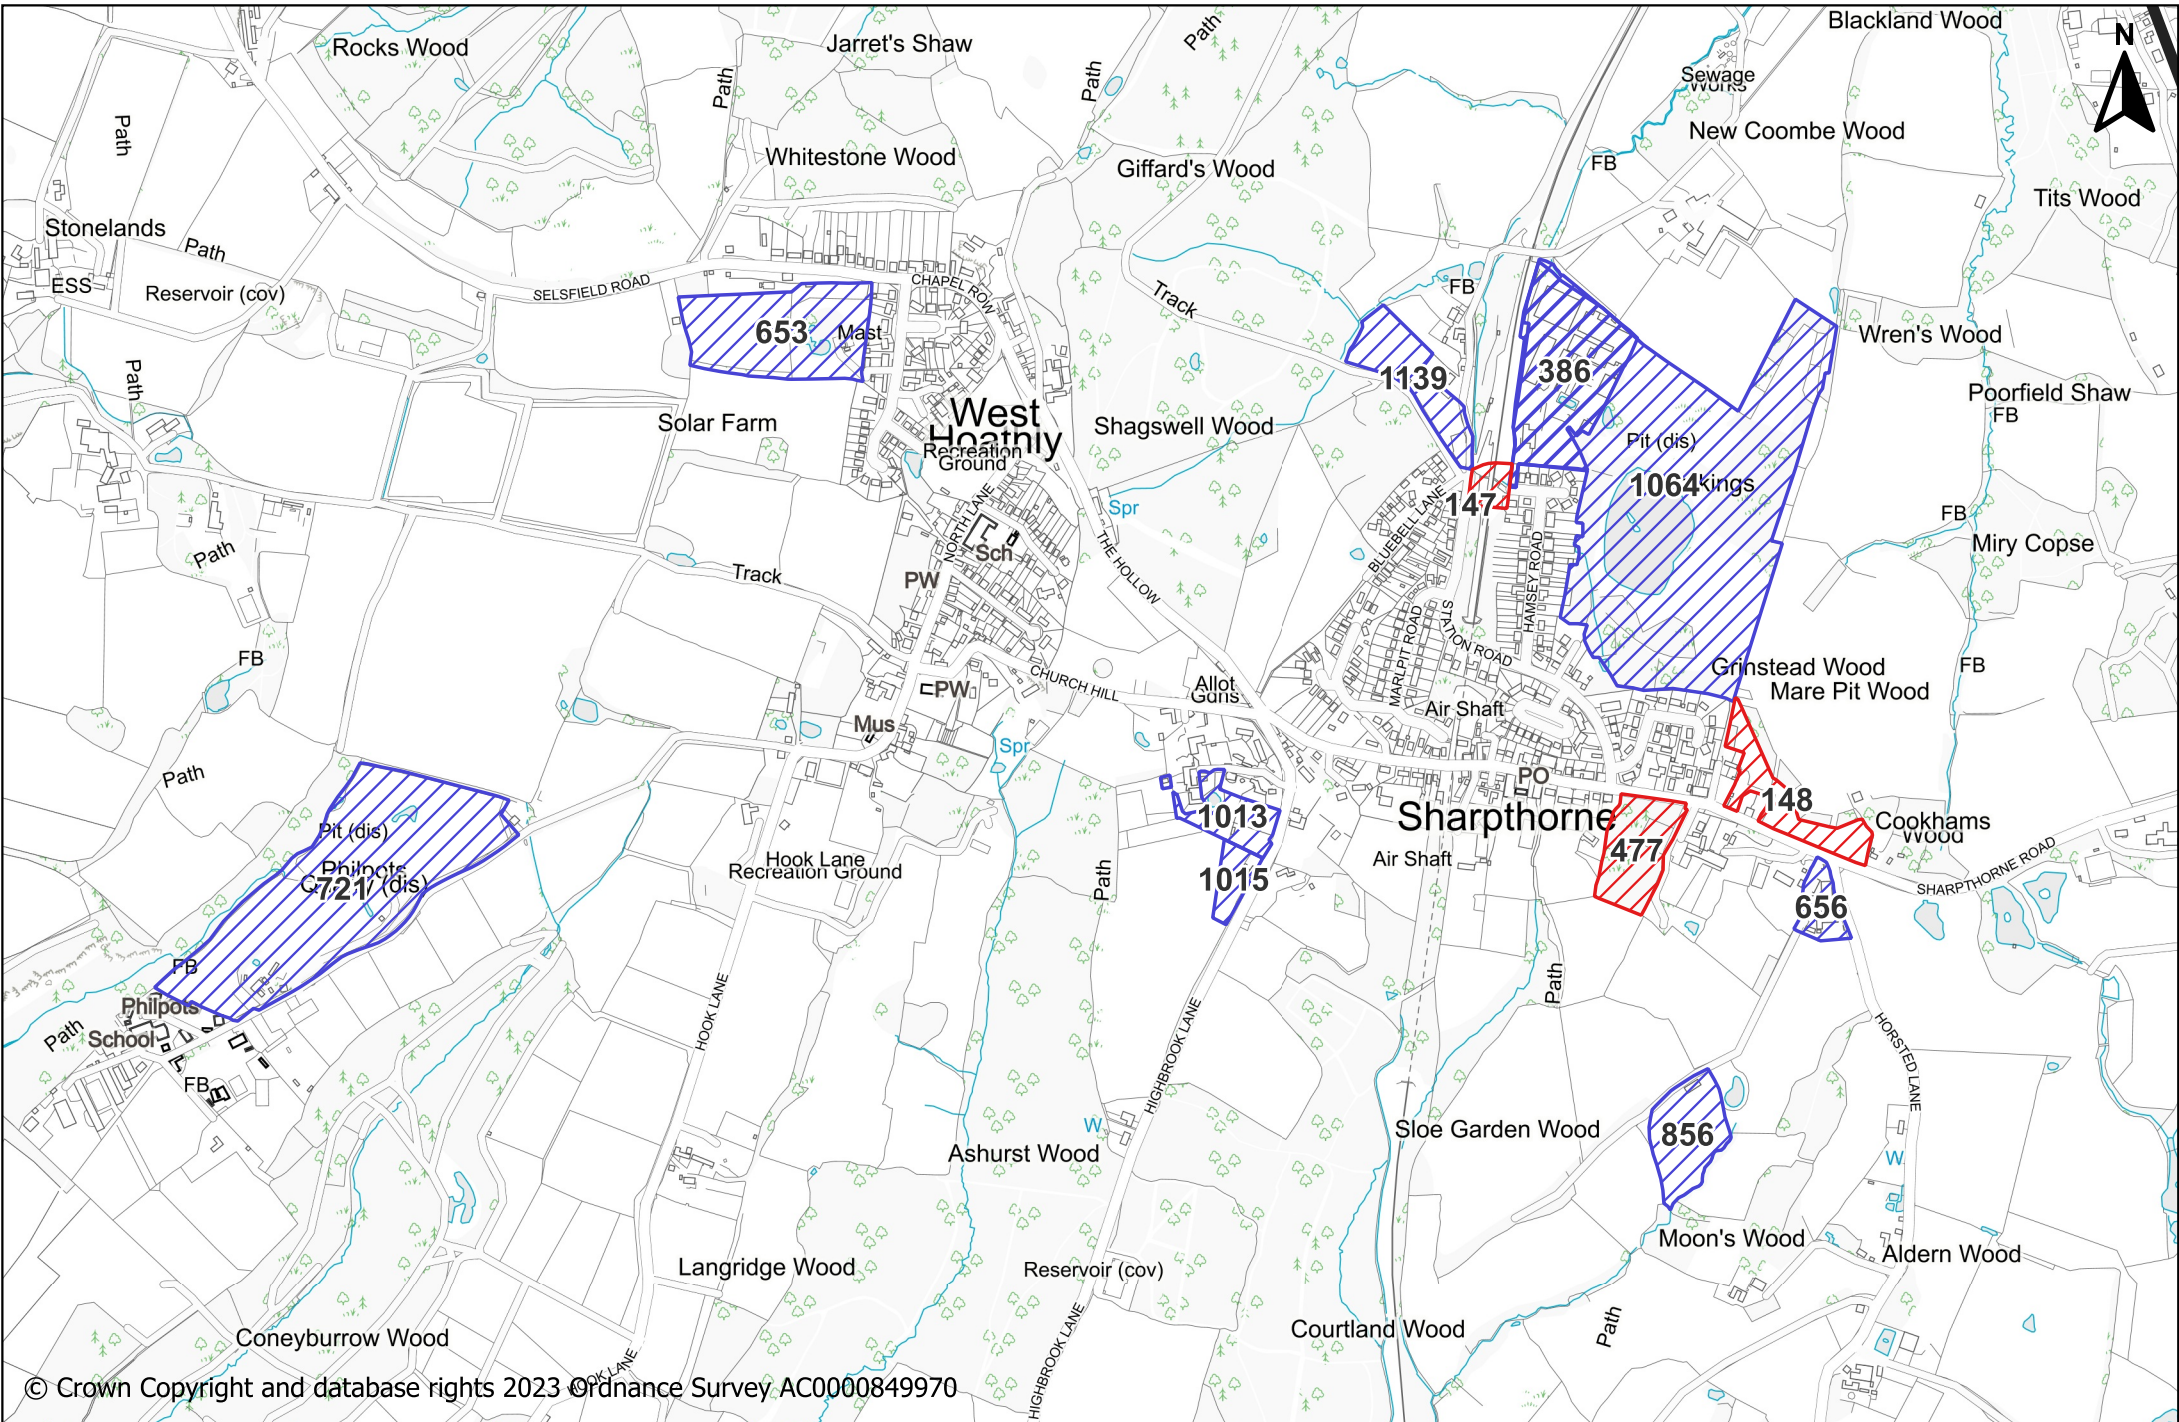 Blackland Wood
Rocks Wood
Jarret's Shaw
Path
N
Path
Path
Sewage
Works
Path
New Coombe Wood
Whitestone Wood
Giffard's Wood
FB
Tits Wood
Stonelands
Path
ESS
Reservoir (cov)
SELSFIELD ROAD
CHAPEL ROW
Track
FB
653
Mast
1139
386
Wren's Wood
Path
Poorfield Shaw
FB
West
Hoathly
Solar Farm
Shagswell Wood
Recreation
Ground
Pit (dis)
1064
kings
147
Spr
NORTH LANE
BLUEBELL LANE
FB
Miry Copse
Path
Sch
THE HOLLOW
HAMSEY ROAD
Track
PW
STATION ROAD
MARLPIT ROAD
FB
FB
Grinstead Wood
Mare Pit Wood
PW
CHURCH HILL
Allot
Gdns
Air Shaft
Mus
Spr
Path
PO
148
Sharpthorne
1013
Cookhams
Wood
Pit (dis)
Philpots
Quarry (dis)
721
Hook Lane
Recreation Ground
Path
1015
Air Shaft
477
SHARPTHORNE ROAD
656
FB
Philpots
School
Path
HOOK LANE
HIGHBROOK LANE
Path
HORSTED LANE
FB
W
Ashurst Wood
Sloe Garden Wood
856
W
Moon's Wood
Aldern Wood
Langridge Wood
Reservoir (cov)
Coneyburrow Wood
Courtland Wood
Path
HOOK LANE
HIGHBROOK LANE
© Crown Copyright and database rights 2023 Ordnance Survey AC0000849970